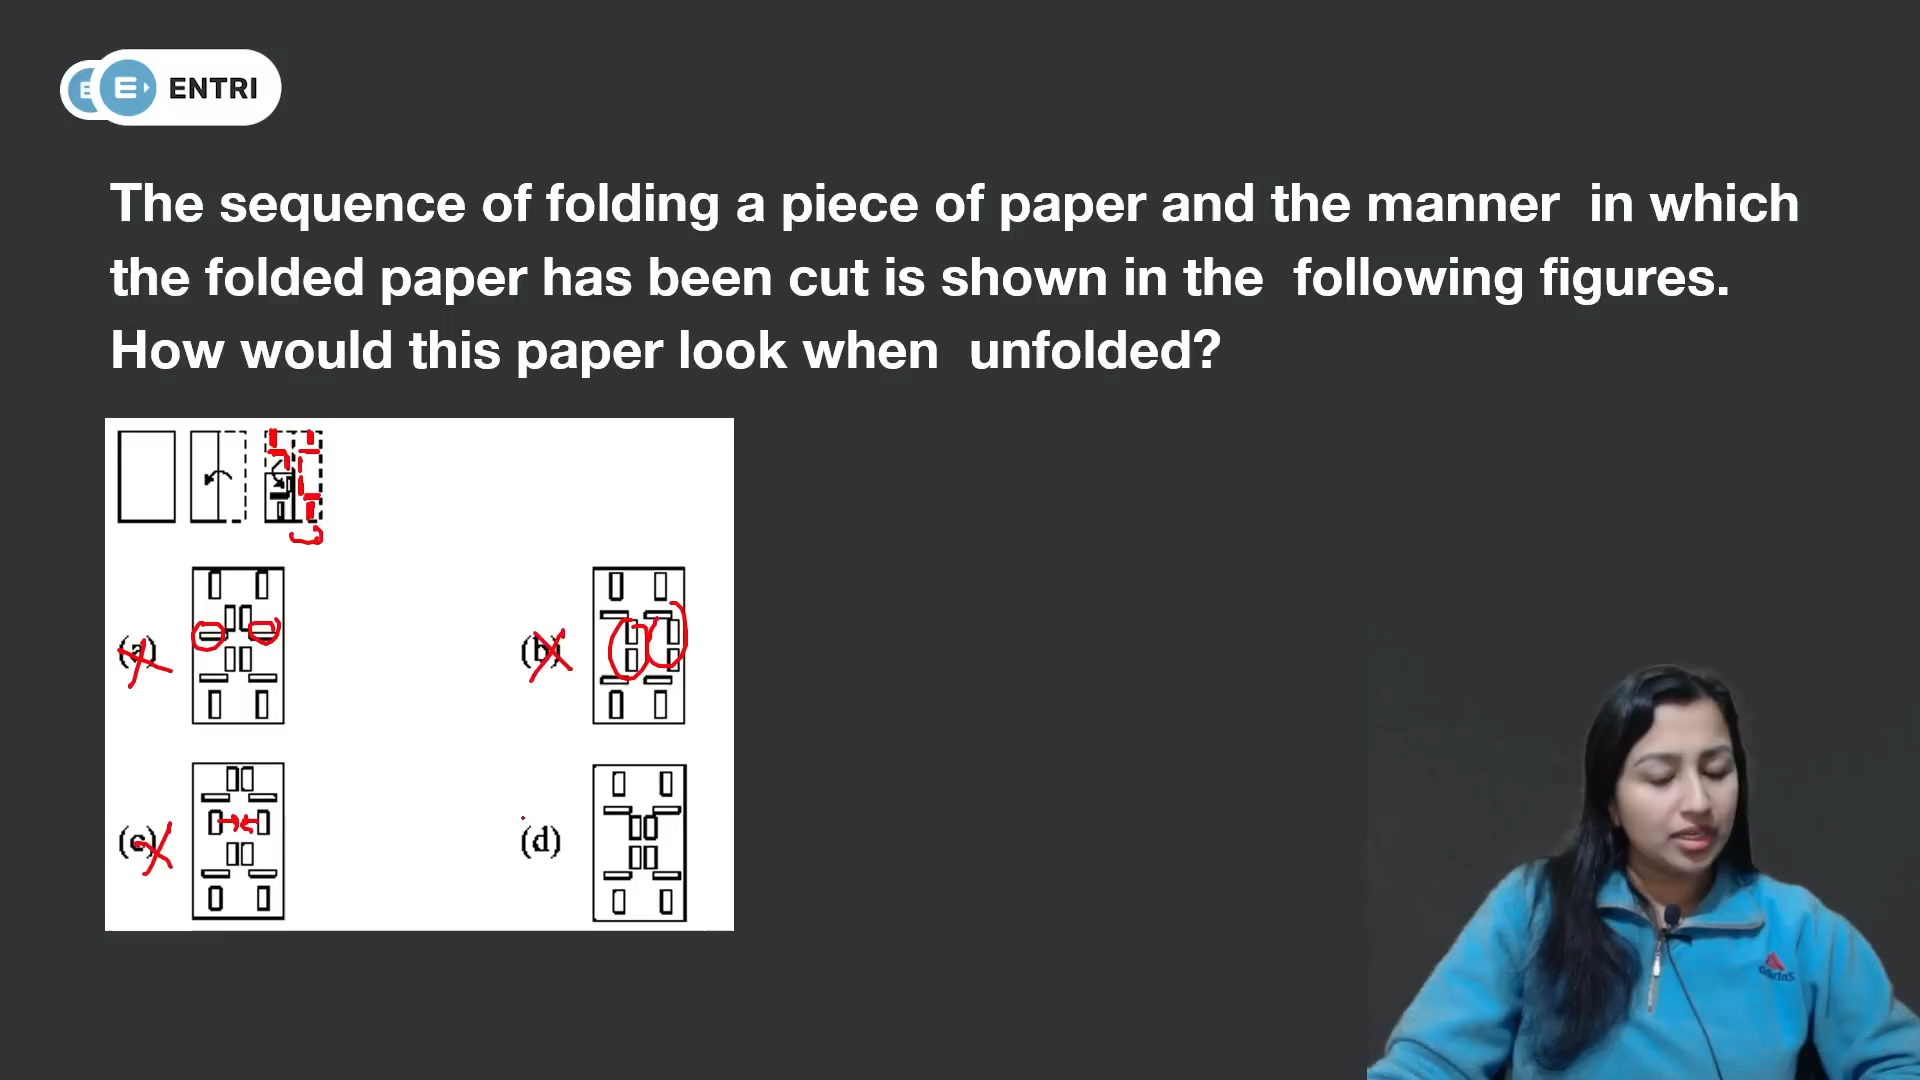 ENTRI
The sequence of folding a piece of paper and the manner in which
the folded paper has been cut is shown in the following figures.
How would this paper look when unfolded?
(a)
(b)
(c)
(d)
adidas